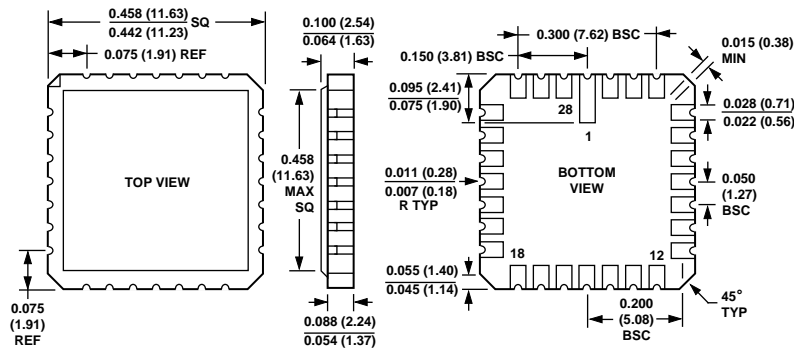 0.458 (11.63)
0.442 (11.23)
SQ
0.075 (1.91) REF
TOP VIEW
0.075
(1.91)
REF
0.100 (2.54)
0.064 (1.63)
0.458
(11.63)
MAX
SQ
0.088 (2.24)
0.054 (1.37)
0.300 (7.62) BSC
0.150 (3.81) BSC
0.015 (0.38)
MIN
0.095 (2.41)
0.075 (1.90)
0.028 (0.71)
0.022 (0.56)
28
1
0.011 (0.28)
0.007 (0.18)
R TYP
BOTTOM
VIEW
0.050
(1.27)
BSC
18
12
0.055 (1.40)
0.045 (1.14)
0.200
(5.08)
BSC
45°
TYP